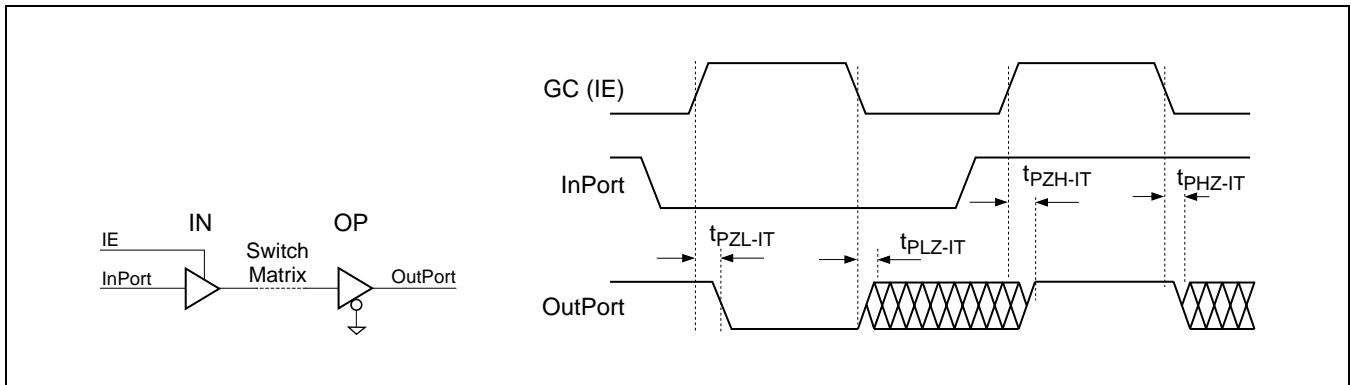 IN
OP
IE
InPort
Switch
Matrix
OutPort
GC (IE)
InPort
tPZH-IT
tPHZ-IT
tPZL-IT
tPLZ-IT
OutPort